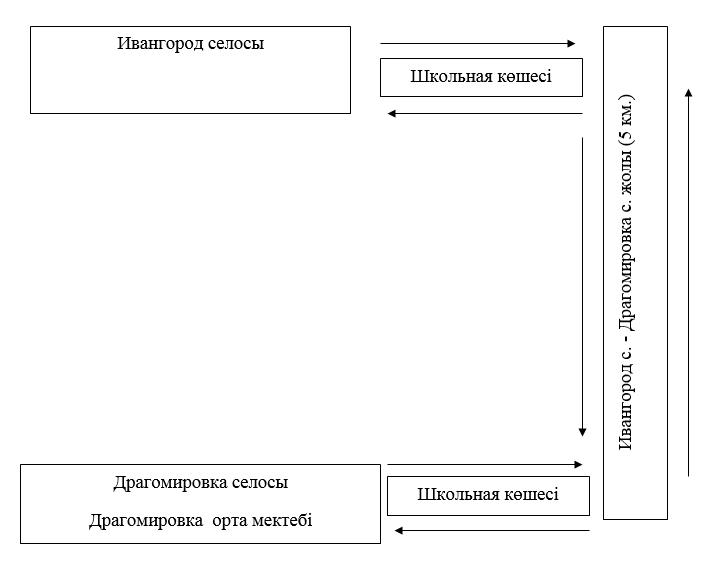 Ивангород селосы
Школьная көшесі
Ивангород с. - Драгомировка с. жолы (5 км.)
Драгомировка селосы
Драгомировка орта мектебі
Школьная көшесі